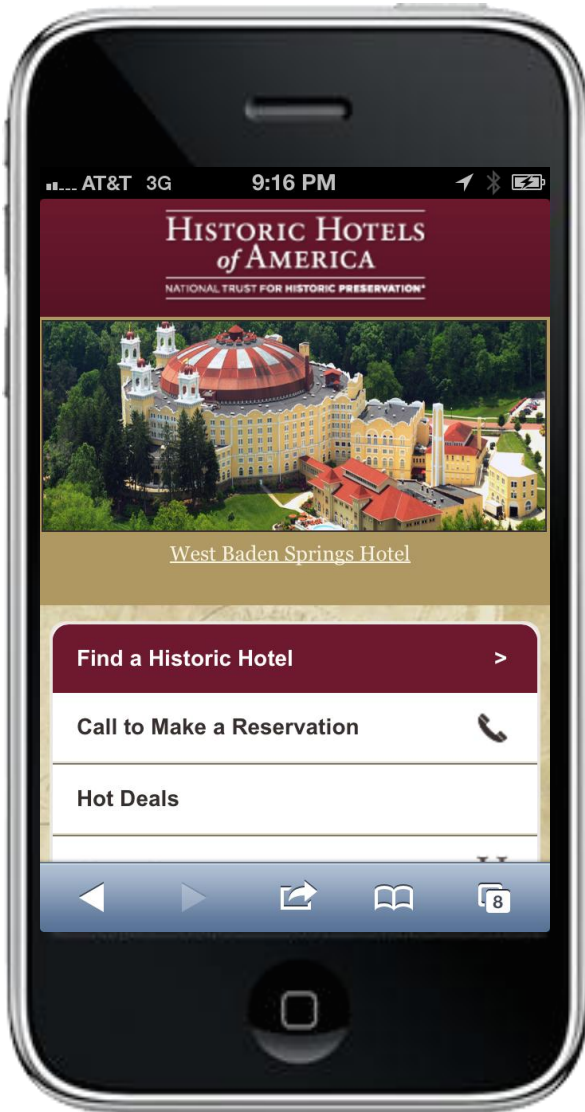 AT&T 3G 9:16 PM
HISTORIC HOTELS
of AMERICA
NATIONAL TRUST FOR HISTORIC PRESERVATION®
West Baden Springs Hotel
Find a Historic Hotel >
Call to Make a Reservation
Hot Deals
8